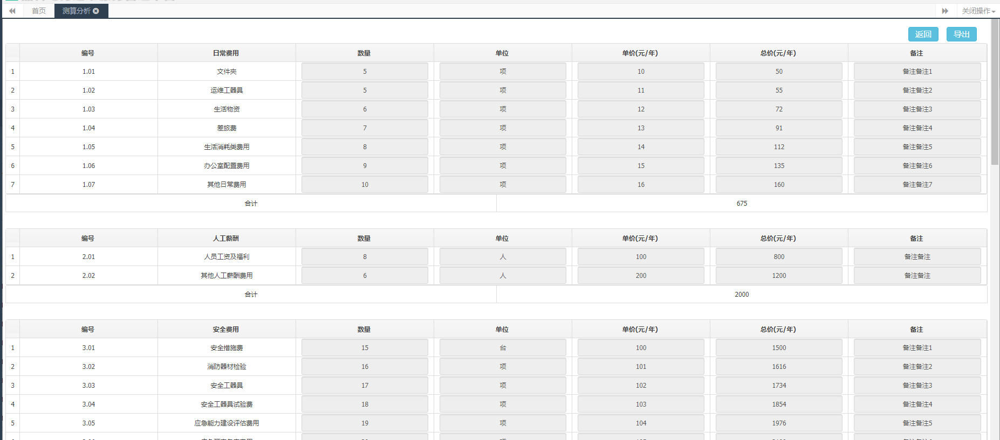 首页 测算分析 关闭操作
返回 导出
编号 日常费用 数量 单位 单价(元/年) 总价(元/年) 备注
1 1.01 文件夹 5 项 10 50 备注备注1
2 1.02 运维工器具 5 项 11 55 备注备注2
3 1.03 生活物资 6 项 12 72 备注备注3
4 1.04 差旅费 7 项 13 91 备注备注4
5 1.05 生活消耗类费用 8 项 14 112 备注备注5
6 1.06 办公室配置费用 9 项 15 135 备注备注6
7 1.07 其他日常费用 10 项 16 160 备注备注7
合计 675
编号 人工薪酬 数量 单位 单价(元/年) 总价(元/年) 备注
1 2.01 人员工资及福利 8 人 100 800 备注备注
2 2.02 其他人工薪酬费用 6 人 200 1200 备注备注
合计 2000
编号 安全费用 数量 单位 单价(元/年) 总价(元/年) 备注
1 3.01 安全措施费 15 台 100 1500 备注备注1
2 3.02 消防器材检验 16 项 101 1616 备注备注2
3 3.03 安全工器具 17 项 102 1734 备注备注3
4 3.04 安全工器具试验费 18 项 103 1854 备注备注4
5 3.05 应急能力建设评估费用 19 项 104 1976 备注备注5